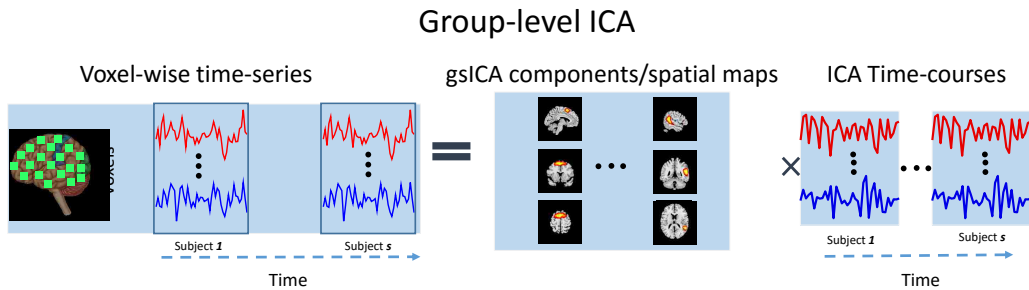 Group-level ICA
Voxel-wise time-series
gsICA components/spatial maps
ICA Time-courses
=
×
Subject 1
Subject s
Subject 1
Subject s
Time
Time